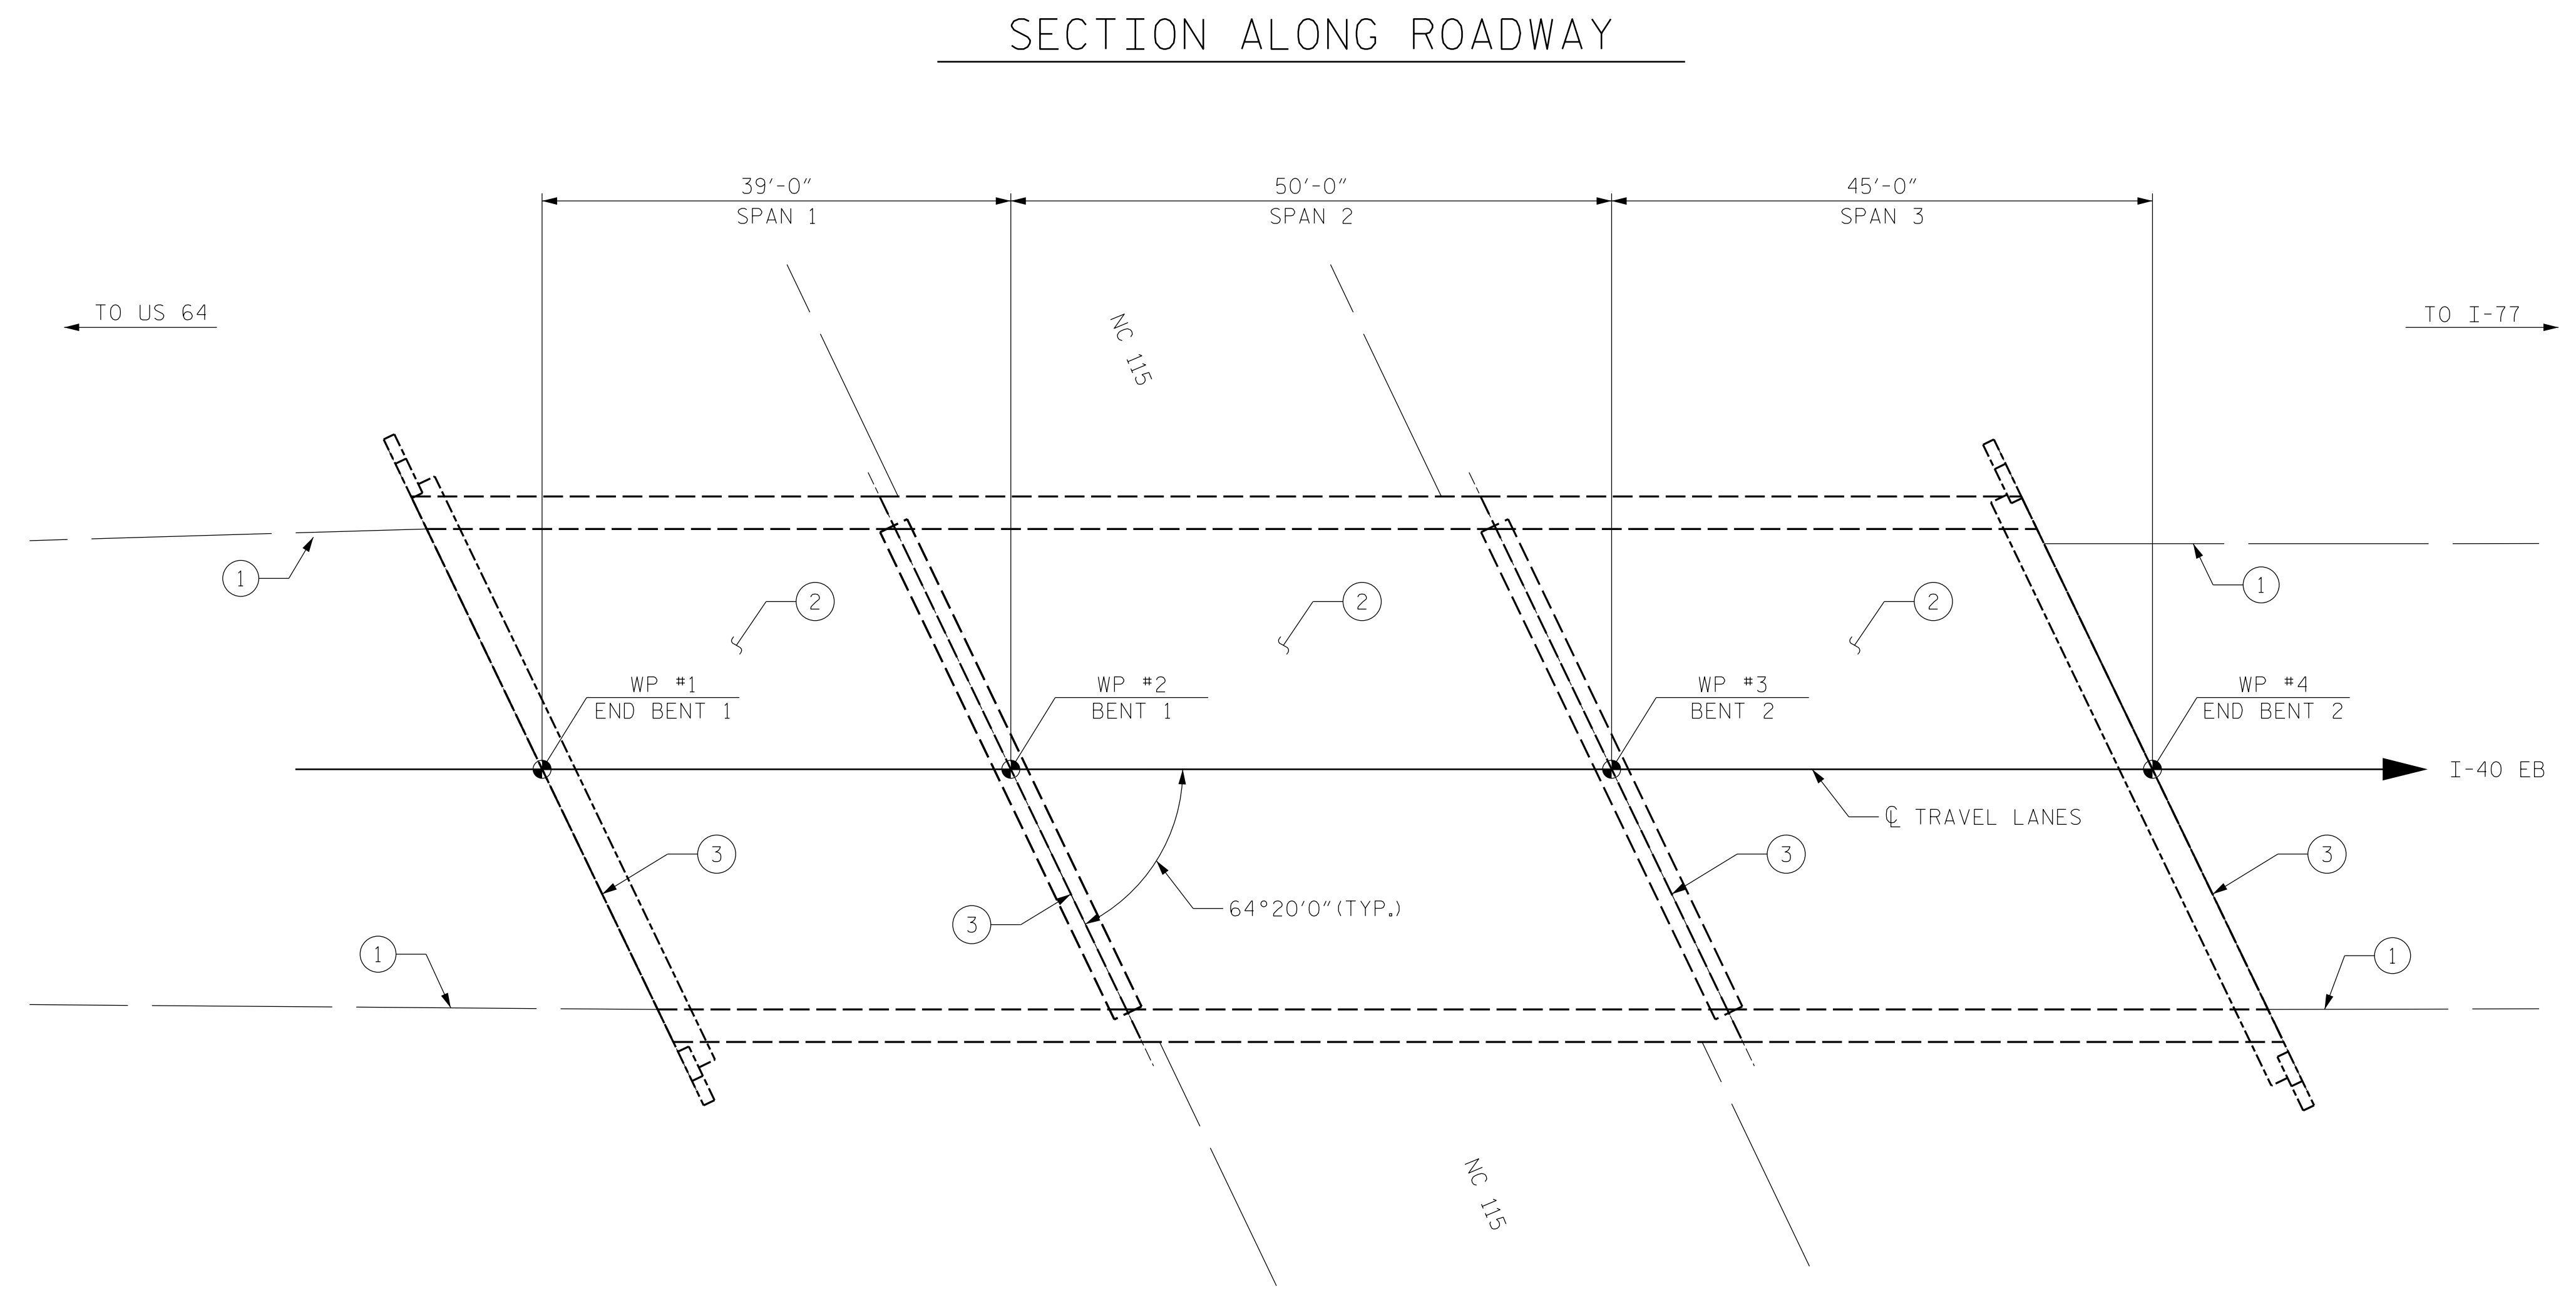 SECTION ALONG ROADWAY
39'-0"
50'-0"
45'-0"
SPAN 1
SPAN 2
SPAN 3
TO US 64
TO I-77
NC 115
1
1
2
2
2
WP #1
END BENT 1
WP #2
BENT 1
WP #3
BENT 2
WP #4
END BENT 2
I-40 EB
℄ TRAVEL LANES
3
3
3
3
64°20'0"(TYP.)
1
1
NC 115